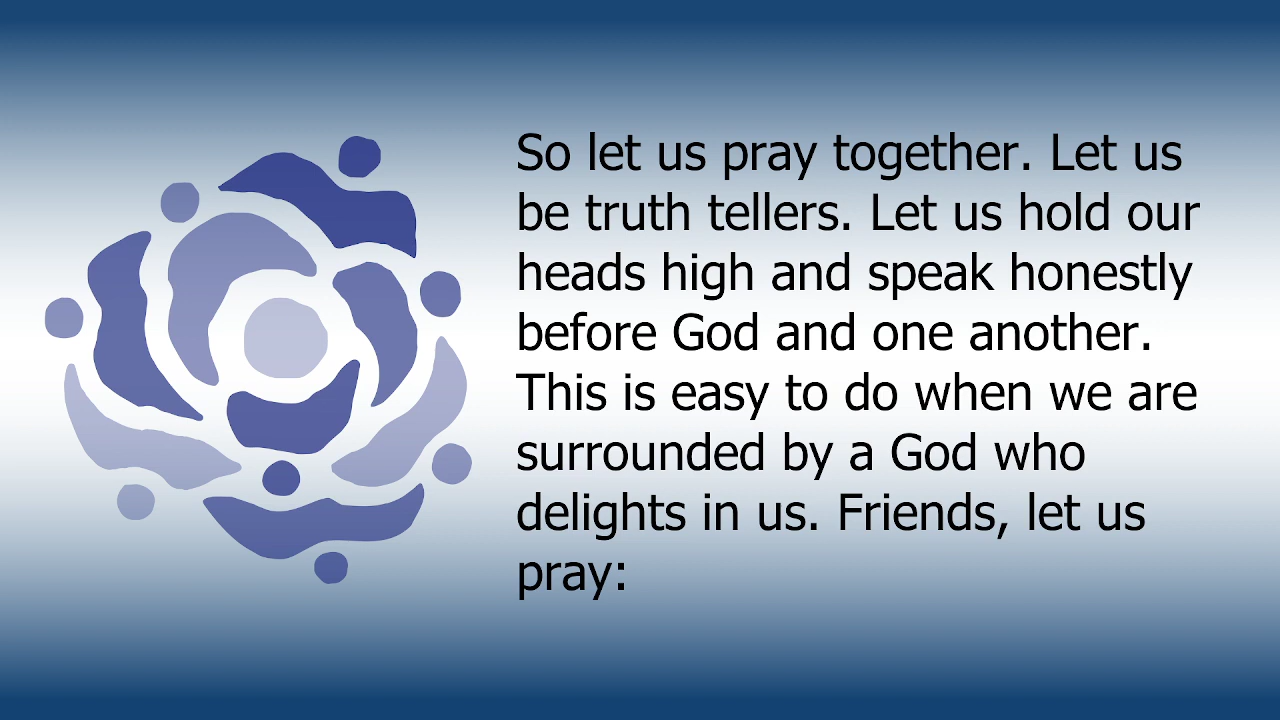 So let us pray together. Let us
be truth tellers. Let us hold our
heads high and speak honestly
before God and one another.
This is easy to do when we are
surrounded by a God who
delights in us. Friends, let us
pray: